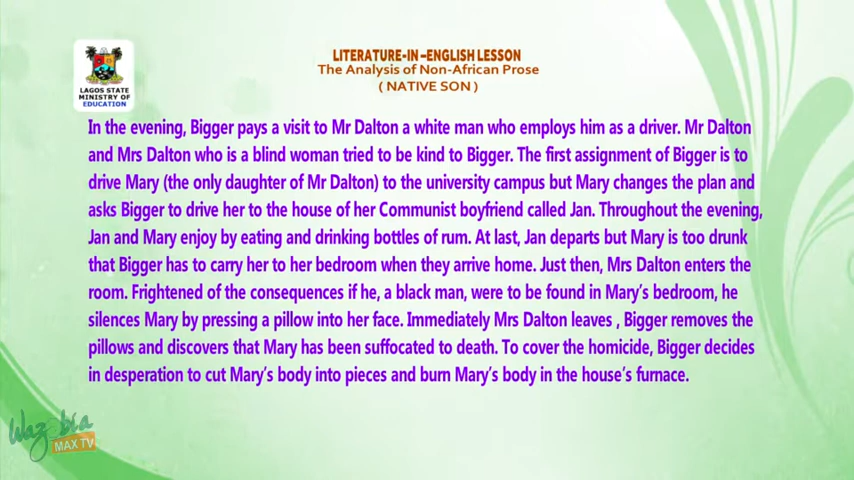 LITERATURE-IN-ENGLISH LESSON
The Analysis of Non-African Prose
( NATIVE SON )
LAGOS STATE
MINISTRY OF
EDUCATION
In the evening, Bigger pays a visit to Mr Dalton a white man who employs him as a driver. Mr Dalton
and Mrs Dalton who is a blind woman tried to be kind to Bigger. The first assignment of Bigger is to
drive Mary (the only daughter of Mr Dalton) to the university campus but Mary changes the plan and
asks Bigger to drive her to the house of her Communist boyfriend called Jan. Throughout the evening,
Jan and Mary enjoy by eating and drinking bottles of rum. At last, Jan departs but Mary is too drunk
that Bigger has to carry her to her bedroom when they arrive home. Just then, Mrs Dalton enters the
room. Frightened of the consequences if he, a black man, were to be found in Mary's bedroom, he
silences Mary by pressing a pillow into her face. Immediately Mrs Dalton leaves , Bigger removes the
pillows and discovers that Mary has been suffocated to death. To cover the homicide, Bigger decides
in desperation to cut Mary's body into pieces and burn Mary's body in the house's furnace.
Wazobia
MAX TV